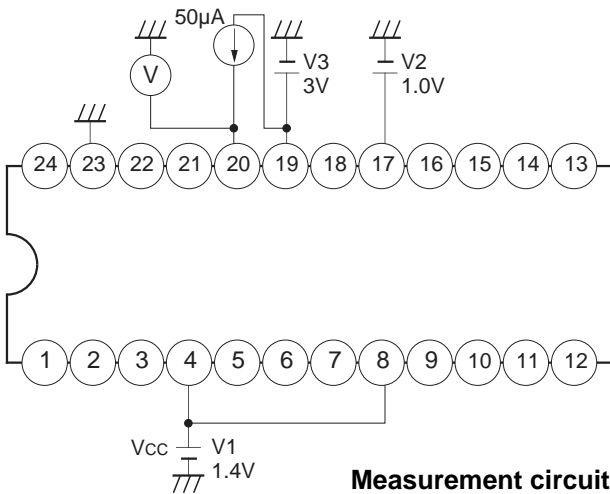 50μA
V
V3
3V
V2
1.0V
24 23 22 21 20 19 18 17 16 15 14 13
1 2 3 4 5 6 7 8 9 10 11 12
VCC V1
1.4V
Measurement circuit